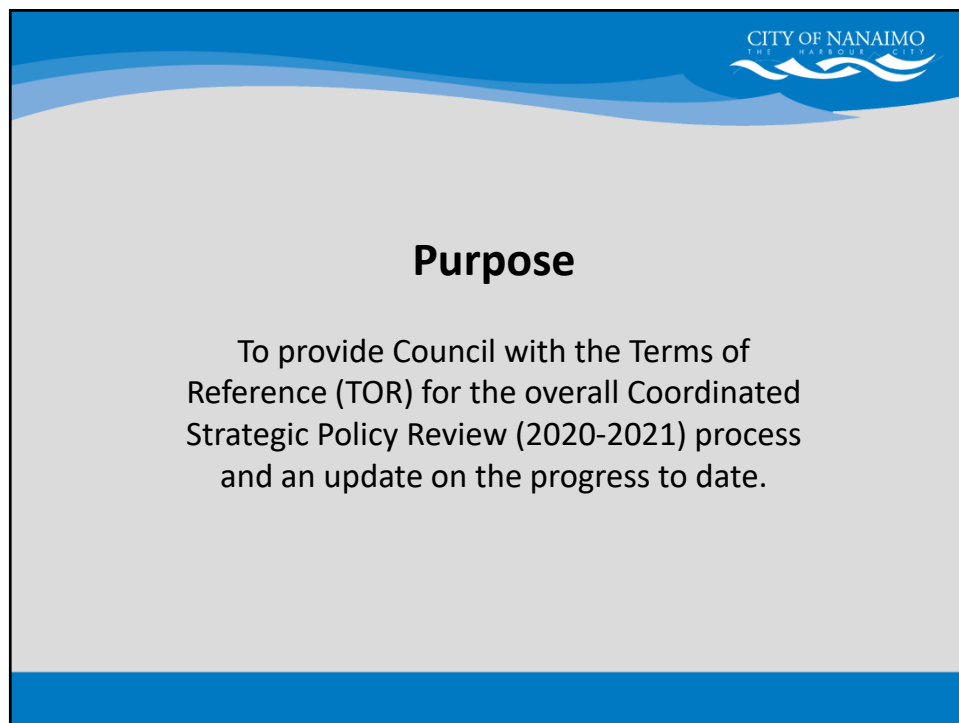 CITY OF NANAIMO
THE HARBOUR CITY
Purpose
To provide Council with the Terms of
Reference (TOR) for the overall Coordinated
Strategic Policy Review (2020-2021) process
and an update on the progress to date.